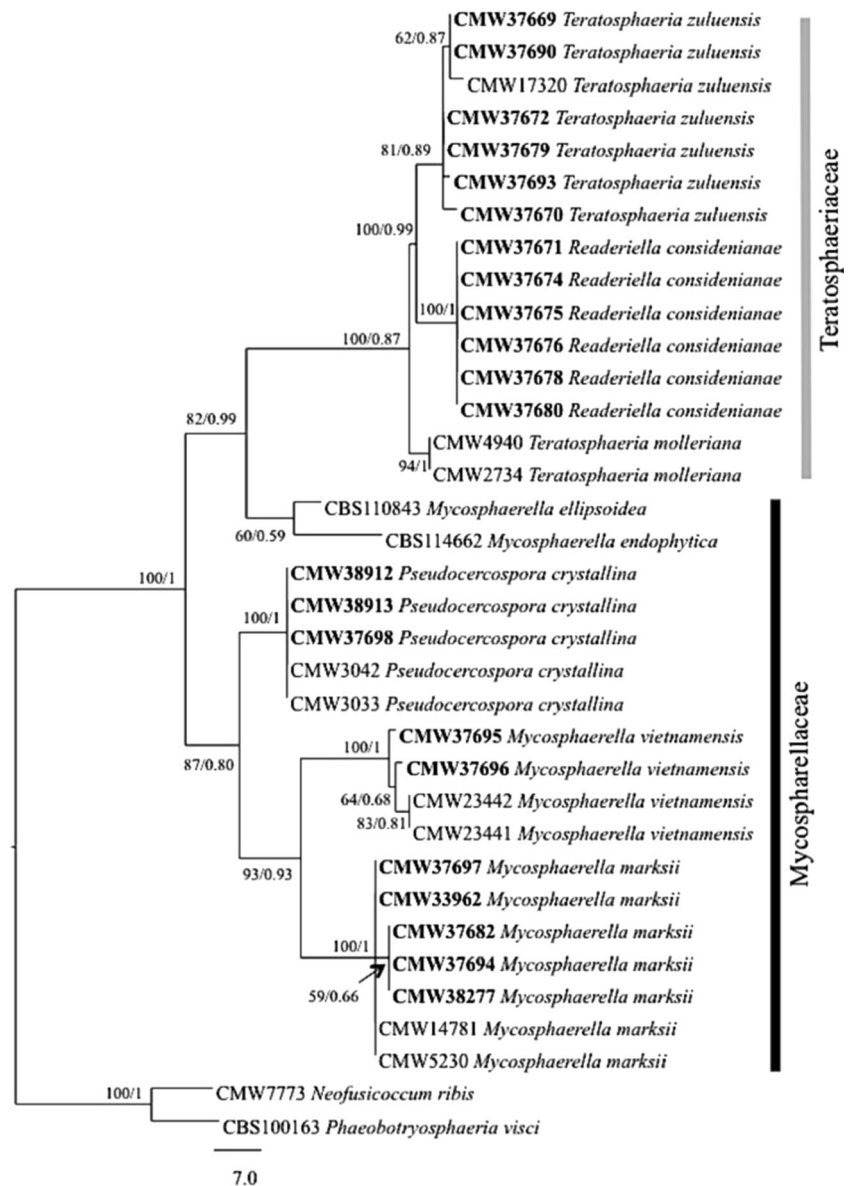 CMW37669 Teratosphaeria zuluensis
62/0.87
CMW37690 Teratosphaeria zuluensis
CMW17320 Teratosphaeria zuluensis
CMW37672 Teratosphaeria zuluensis
81/0.89
CMW37679 Teratosphaeria zuluensis
CMW37693 Teratosphaeria zuluensis
CMW37670 Teratosphaeria zuluensis
100/0.99
CMW37671 Readeriella considenianae
CMW37674 Readeriella considenianae
100/1
CMW37675 Readeriella considenianae
100/0.87
CMW37676 Readeriella considenianae
CMW37678 Readeriella considenianae
CMW37680 Readeriella considenianae
82/0.99
CMW4940 Teratosphaeria molleriana
94/1
CMW2734 Teratosphaeria molleriana
Teratosphaeriaceae
CBS110843 Mycosphaerella ellipsoidea
60/0.59
CBS114662 Mycosphaerella endophytica
100/1
CMW38912 Pseudocercospora crystallina
100/1
CMW38913 Pseudocercospora crystallina
CMW37698 Pseudocercospora crystallina
CMW3042 Pseudocercospora crystallina
CMW3033 Pseudocercospora crystallina
87/0.80
100/1
CMW37695 Mycosphaerella vietnamensis
CMW37696 Mycosphaerella vietnamensis
64/0.68
CMW23442 Mycosphaerella vietnamensis
83/0.81
CMW23441 Mycosphaerella vietnamensis
93/0.93
CMW37697 Mycosphaerella marksii
CMW33962 Mycosphaerella marksii
100/1
CMW37682 Mycosphaerella marksii
CMW37694 Mycosphaerella marksii
59/0.66
CMW38277 Mycosphaerella marksii
CMW14781 Mycosphaerella marksii
CMW5230 Mycosphaerella marksii
Mycospharellaceae
100/1
CMW7773 Neofusicoccum ribis
CBS100163 Phaeobotryosphaeria visci
7.0